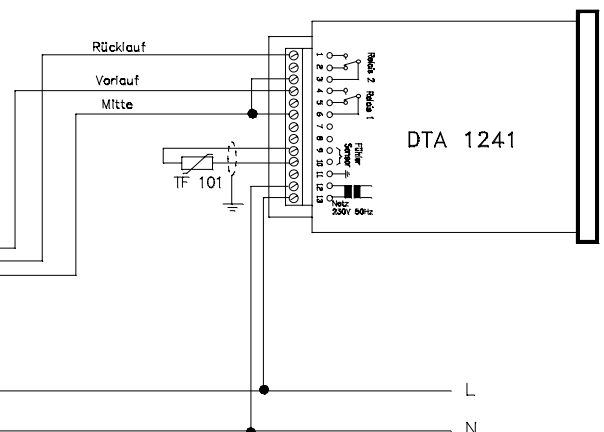 Rücklauf
Vorlauf
Mitte
TF 101
1
2
3
4
5
6
7
8
9
10
11
12
13
Relais 2
Relais 1
Fühler
Sensor
Netz
230V 50Hz
DTA 1241
L
N